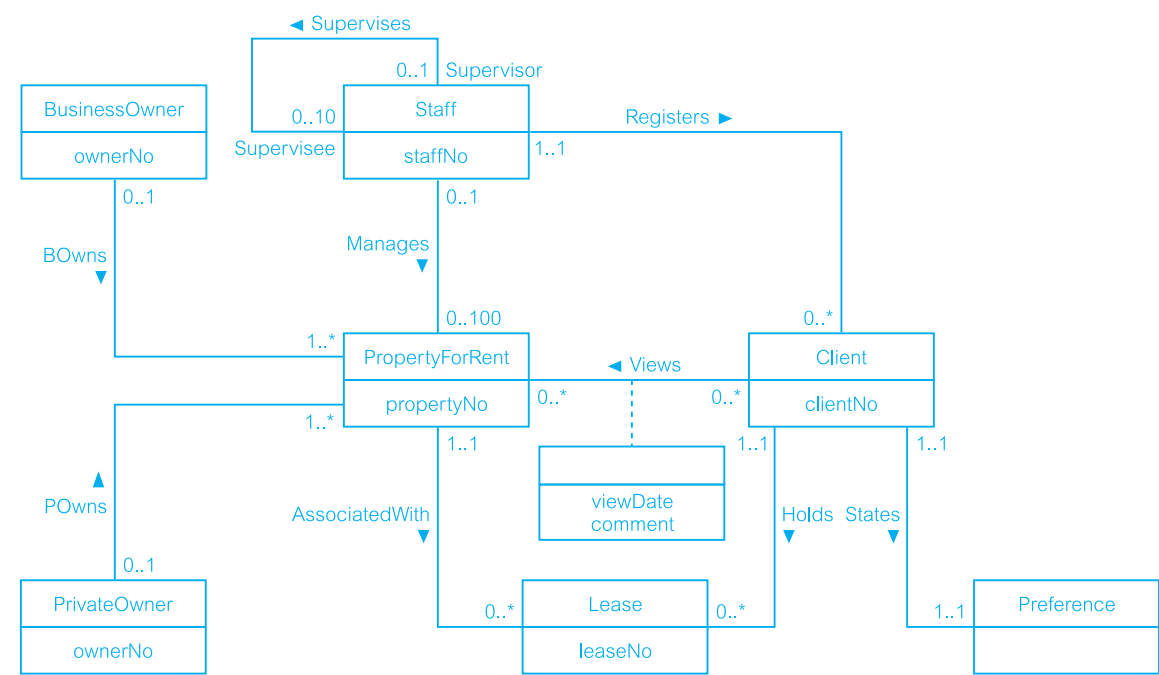 ◄ Supervises
0..1 Supervisor
BusinessOwner
ownerNo
0..10
Supervisee
Staff
staffNo
Registers ►
1..1
0..1
0..1
BOwns
▼
Manages
▼
0..100
0..*
1..*
PropertyForRent
propertyNo
◄ Views
0..*
0..*
Client
clientNo
1..*
1..1
1..1
1..1
viewDate
comment
▲
POwns
AssociatedWith
▼
Holds
▼
States
▼
0..1
PrivateOwner
ownerNo
0..*
Lease
leaseNo
0..*
1..1
Preference